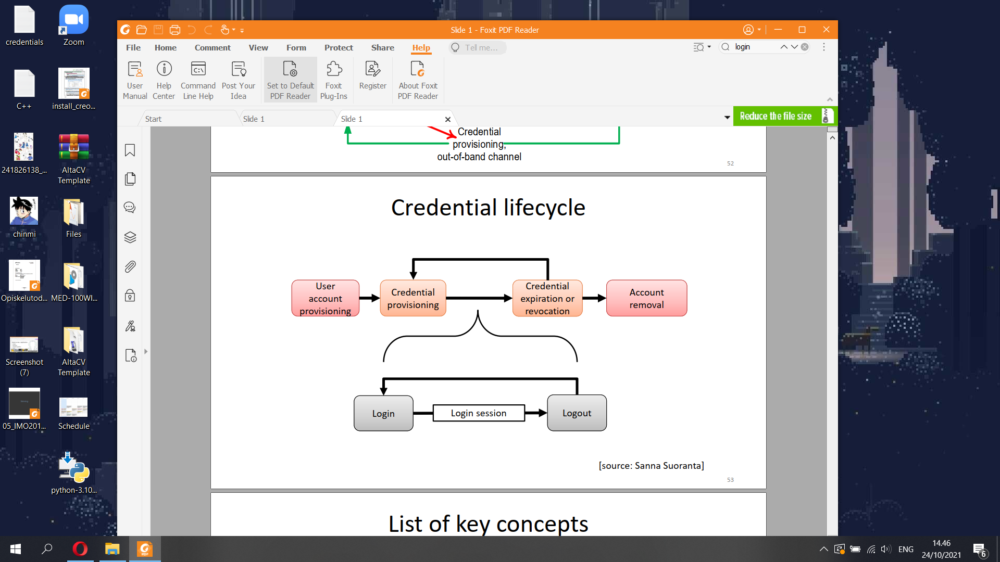 credentials
Zoom
C++
install_creo...
241826138_...
AltaCV
Template
chinmi
Files
Opiskelutod...
MED-100WI...
Screenshot
(7)
AltaCV
Template
05_IMO201...
Schedule
python-3.10...
Slide 1 - Foxit PDF Reader
File
Home
Comment
View
Form
Protect
Share
Help
Tell me...
login
User
Manual
Help
Center
C:\
Command
Line Help
Post Your
Idea
Set to Default
PDF Reader
Foxit
Plug-Ins
Register
About Foxit
PDF Reader
Start
Slide 1
Slide 1
Reduce the file size
Credential
provisioning,
out-of-band channel
52
Credential lifecycle
User
account
provisioning
Credential
provisioning
Credential
expiration or
revocation
Account
removal
Login
Login session
Logout
[source: Sanna Suoranta]
53
List of key concepts
PDF
ENG
14.46
24/10/2021
6